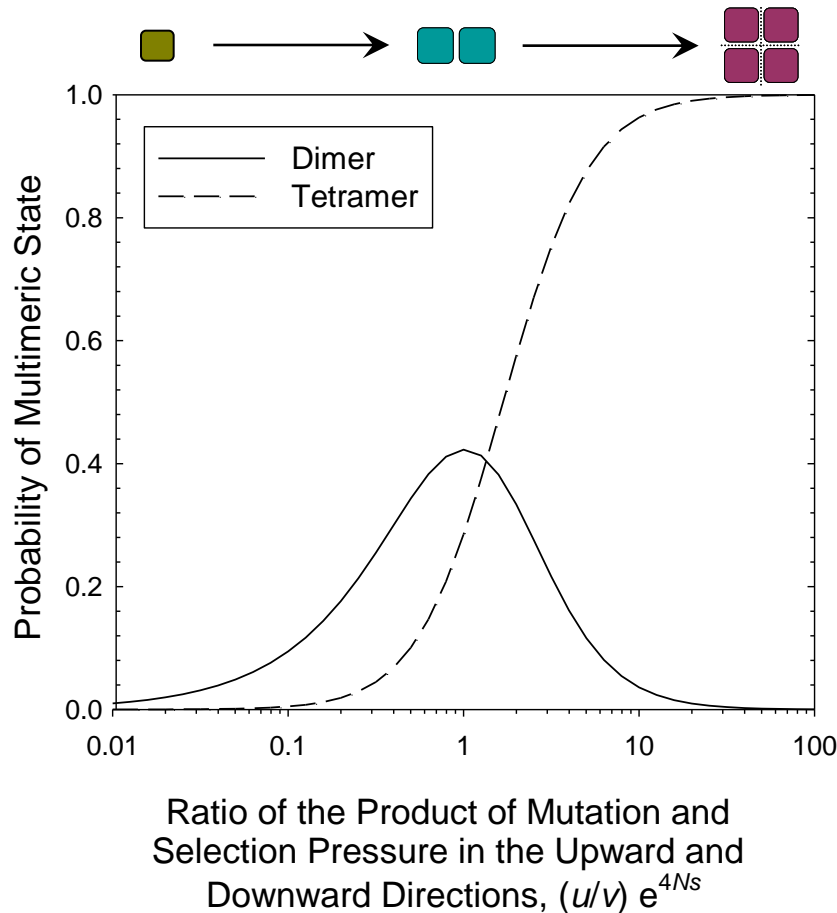 1.0
0.8
0.6
0.4
0.2
0.0
Probability of Multimeric State
Dimer
Tetramer
0.01 0.1 1 10 100
Ratio of the Product of Mutation and
Selection Pressure in the Upward and
Downward Directions, (u/v) e^4Ns